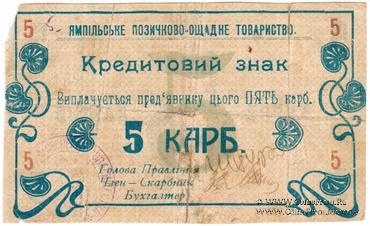 5 5
ЯМПІЛЬСЬКЕ ПОЗИЧКОВО-ОЩАДНЕ ТОВАРИСТВО.
Кредитовий знак
Виплачується пред'явнику цього ПЯТЬ карб.
5 КАРБ.
5 5
Голова Правління
Член-Скарбник
Бухгалтер